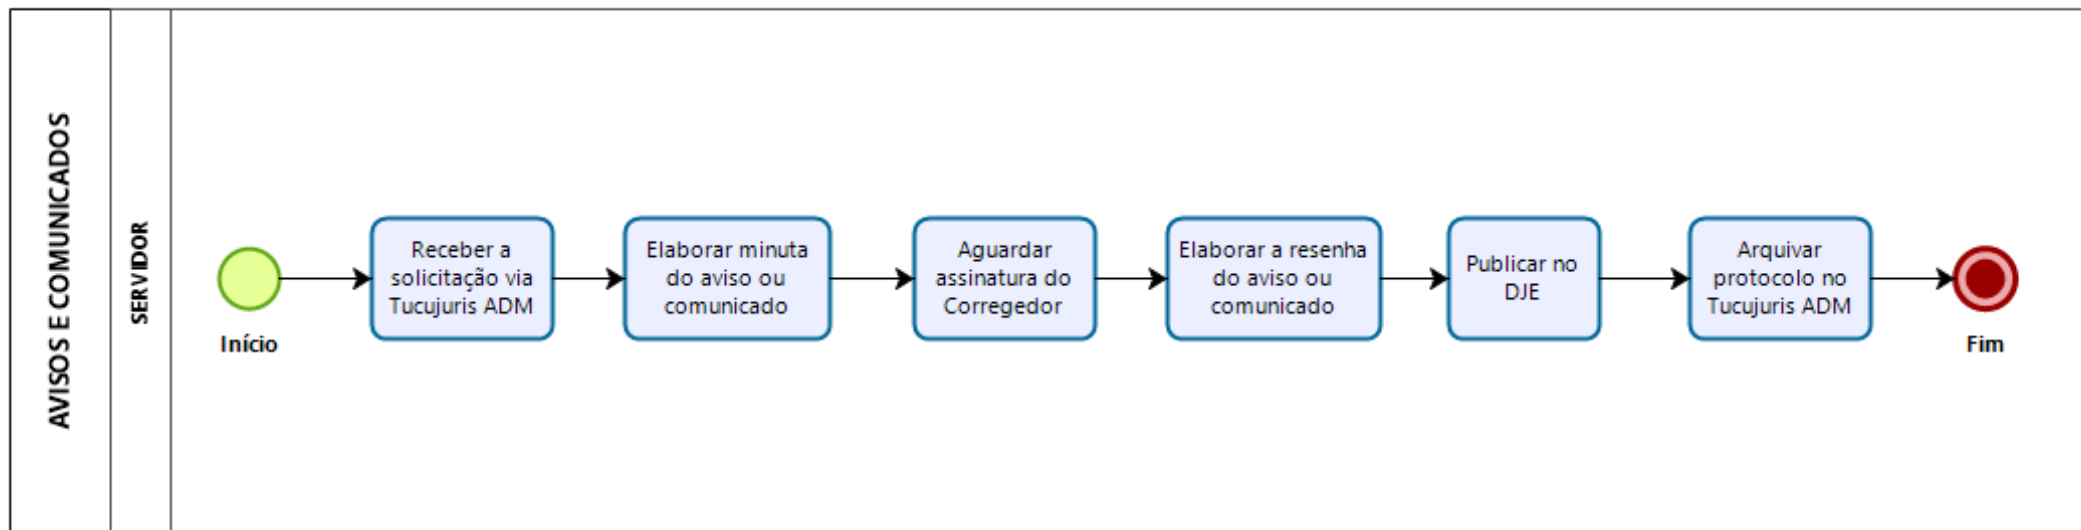 AVISOS E COMUNICADOS
SERVIDOR
Início
Receber a
solicitação via
Tucujuris ADM
Elaborar minuta
do aviso ou
comunicado
Aguardar
assinatura do
Corregedor
Elaborar a resenha
do aviso ou
comunicado
Publicar no
DJE
Arquivar
protocolo no
Tucujuris ADM
Fim